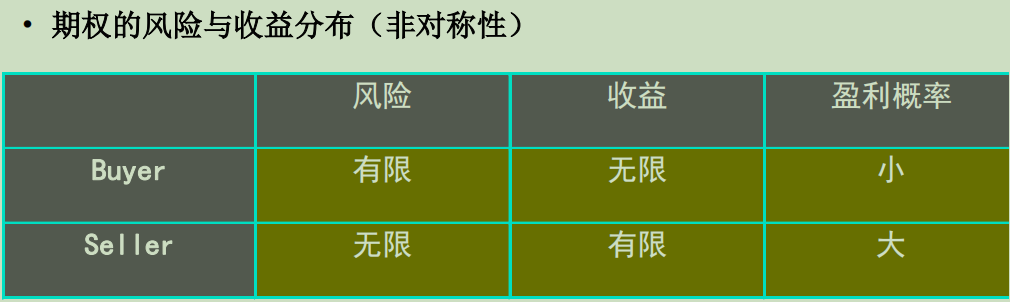 • 期权的风险与收益分布（非对称性）
风险 收益 盈利概率
Buyer 有限 无限 小
Seller 无限 有限 大